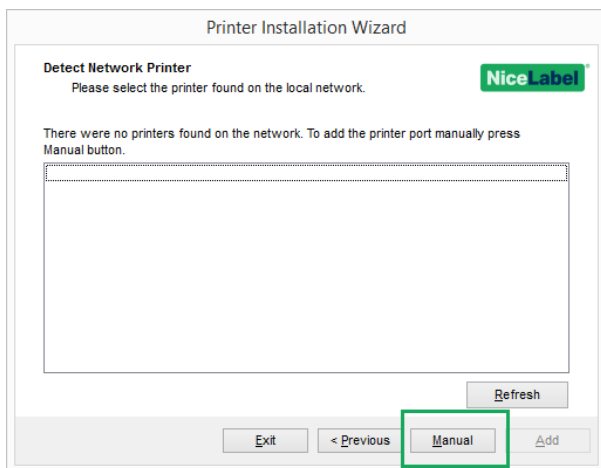 Printer Installation Wizard
Detect Network Printer
Please select the printer found on the local network.
NiceLabel
There were no printers found on the network. To add the printer port manually press
Manual button.
Refresh
Exit
< Previous
Manual
Add